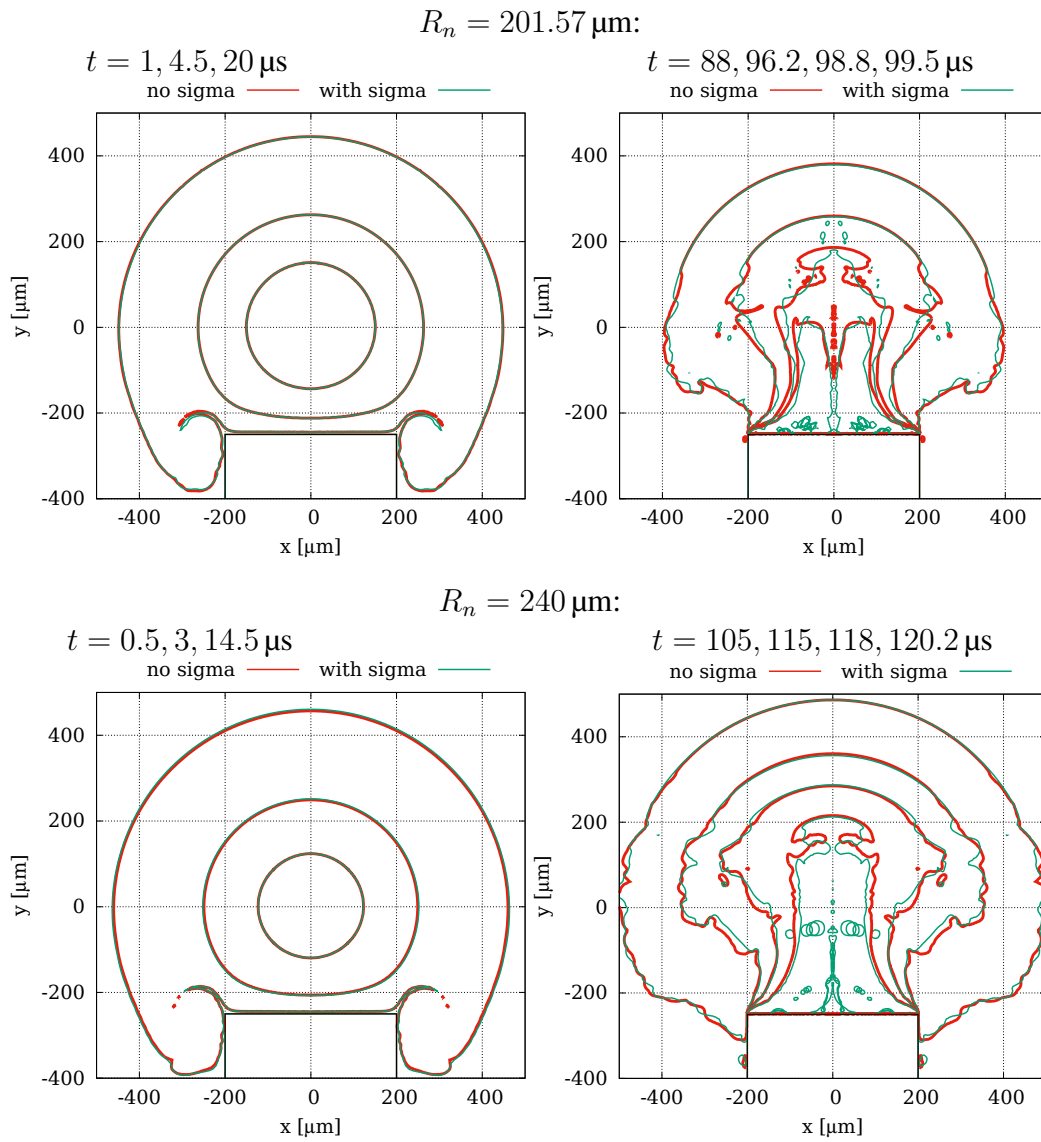 R_n = 201.57 µm:
t = 1, 4.5, 20 µs
no sigma with sigma
400
200
0
-200
-400
y [µm]
-400 -200 0 200 400
x [µm]
t = 88, 96.2, 98.8, 99.5 µs
no sigma with sigma
400
200
0
-200
-400
y [µm]
-400 -200 0 200 400
x [µm]
R_n = 240 µm:
t = 0.5, 3, 14.5 µs
no sigma with sigma
400
200
0
-200
-400
y [µm]
-400 -200 0 200 400
x [µm]
t = 105, 115, 118, 120.2 µs
no sigma with sigma
400
200
0
-200
-400
y [µm]
-400 -200 0 200 400
x [µm]